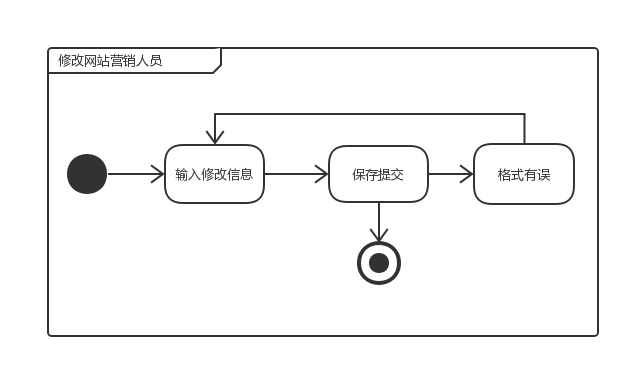 修改网站营销人员
输入修改信息
保存提交
格式有误